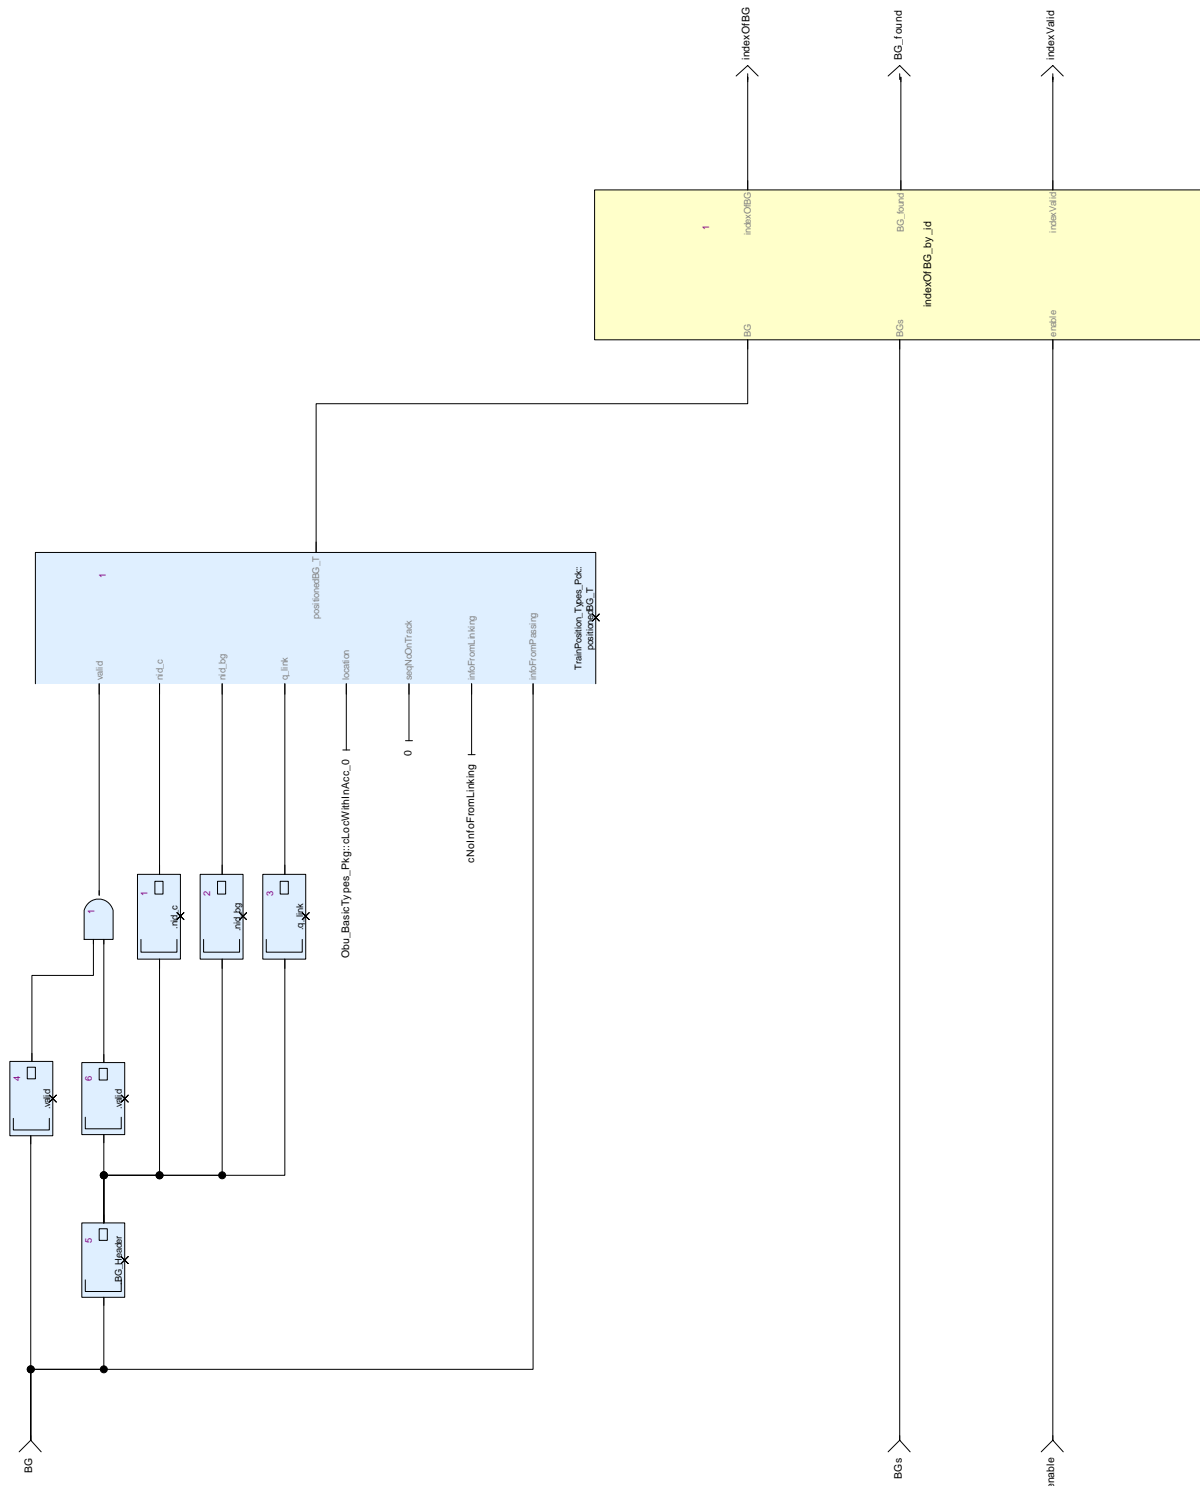 indexOfBG
BG_found
indexValid
indexOfBG
BG_found
indexValid
1
indexOfBG_by_id
BG
BGs
enable
1
positionedBG_T
TrainPosition_Types_Pck::
positionedBG_T
valid
nid_c
nid_bg
q_link
location
seqNoOnTrack
infoFromLinking
infoFromPassing
Obu_BasicTypes_Pkg::cLocWithInAcc_0
0
cNoInfoFromLinking
1
1
.nid_c
2
.nid_bg
3
.q_link
4
.valid
6
.valid
5
.BG_Header
BG
BGs
enable